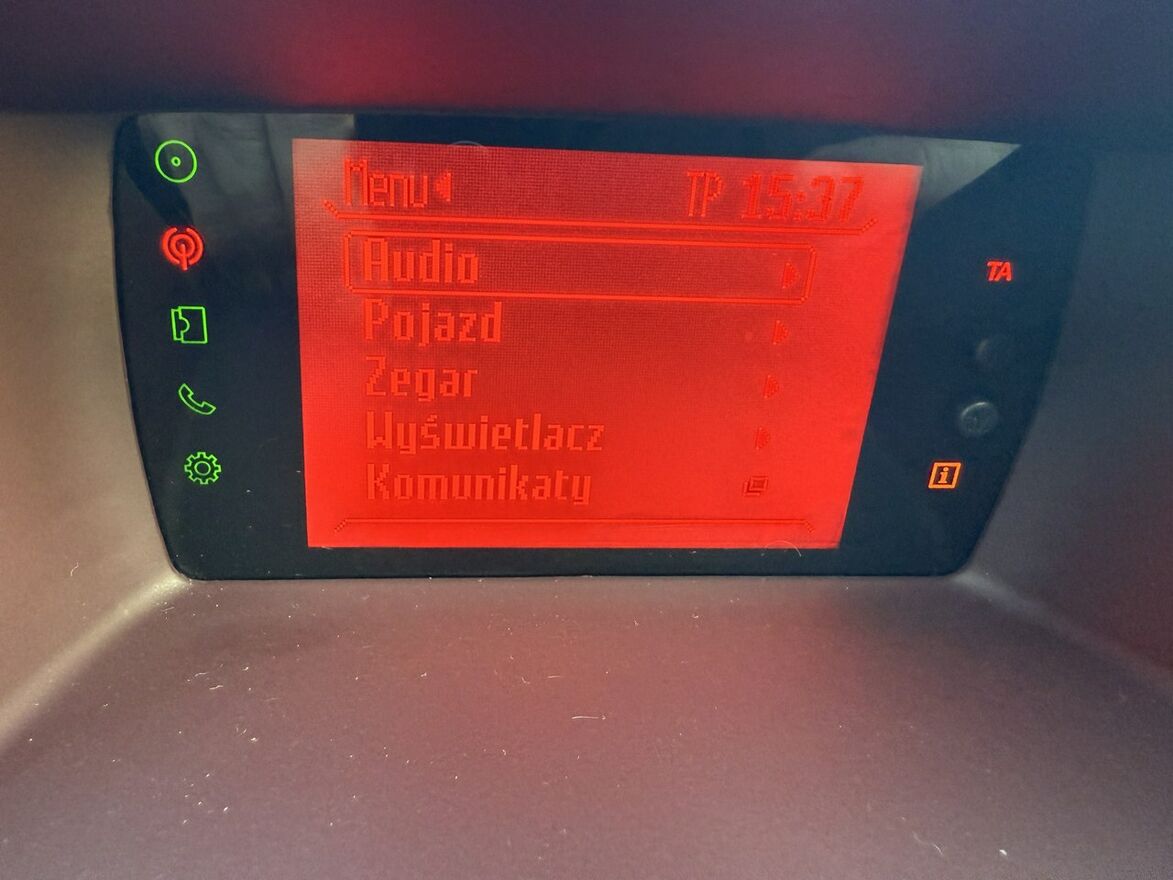 Menu TP 15:37
Audio
TA
Pojazd
Zegar
Wyświetlacz
Komunikaty
i